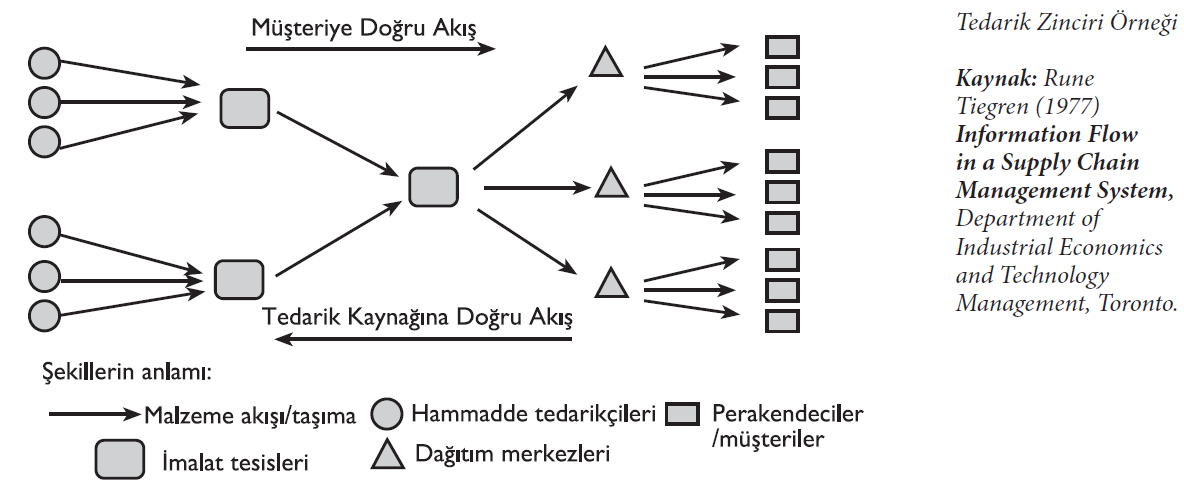 Müşteriye Doğru Akış
Tedarik Kaynağına Doğru Akış
Şekillerin anlamı:
Malzeme akışı/taşıma
Hammadde tedarikçileri
Perakendeciler
/müşteriler
İmalat tesisleri
Dağıtım merkezleri
Tedarik Zinciri Örneği
Kaynak: Rune
Tiegren (1977)
Information Flow
in a Supply Chain
Management System,
Department of
Industrial Economics
and Technology
Management, Toronto.